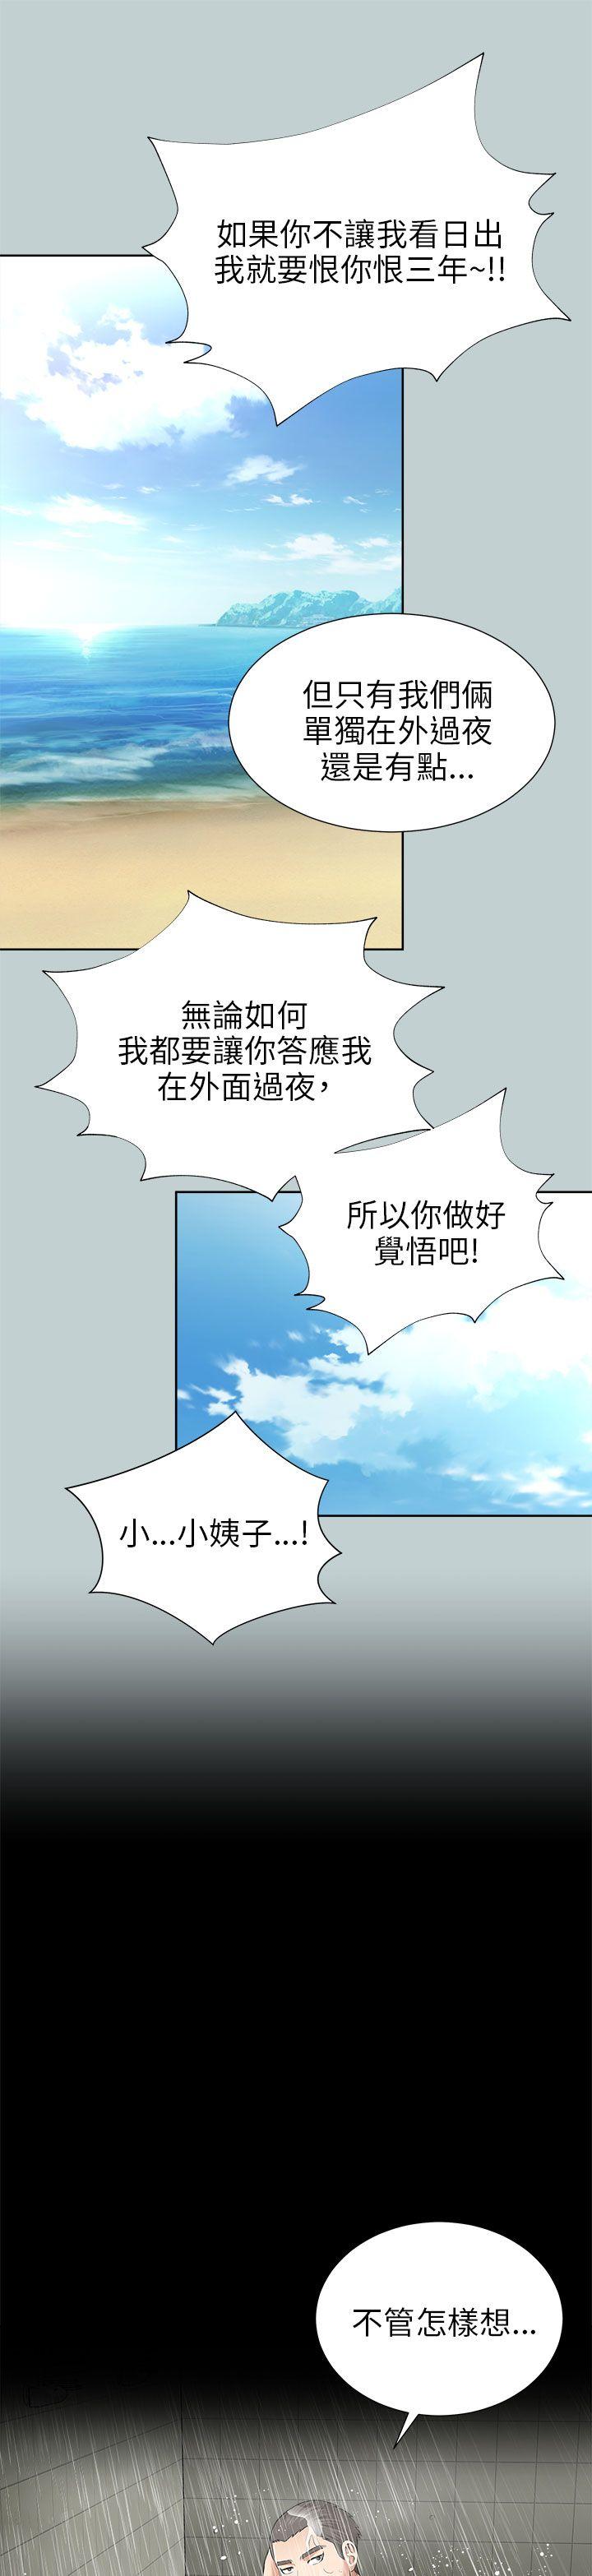 如果你不讓我看日出
我就要恨你恨三年~!!
但只有我們倆
單獨在外過夜
還是有點...
無論如何
我都要讓你答應我
在外面過夜，
所以你做好
覺悟吧!
小...小姨子...!
不管怎樣想...